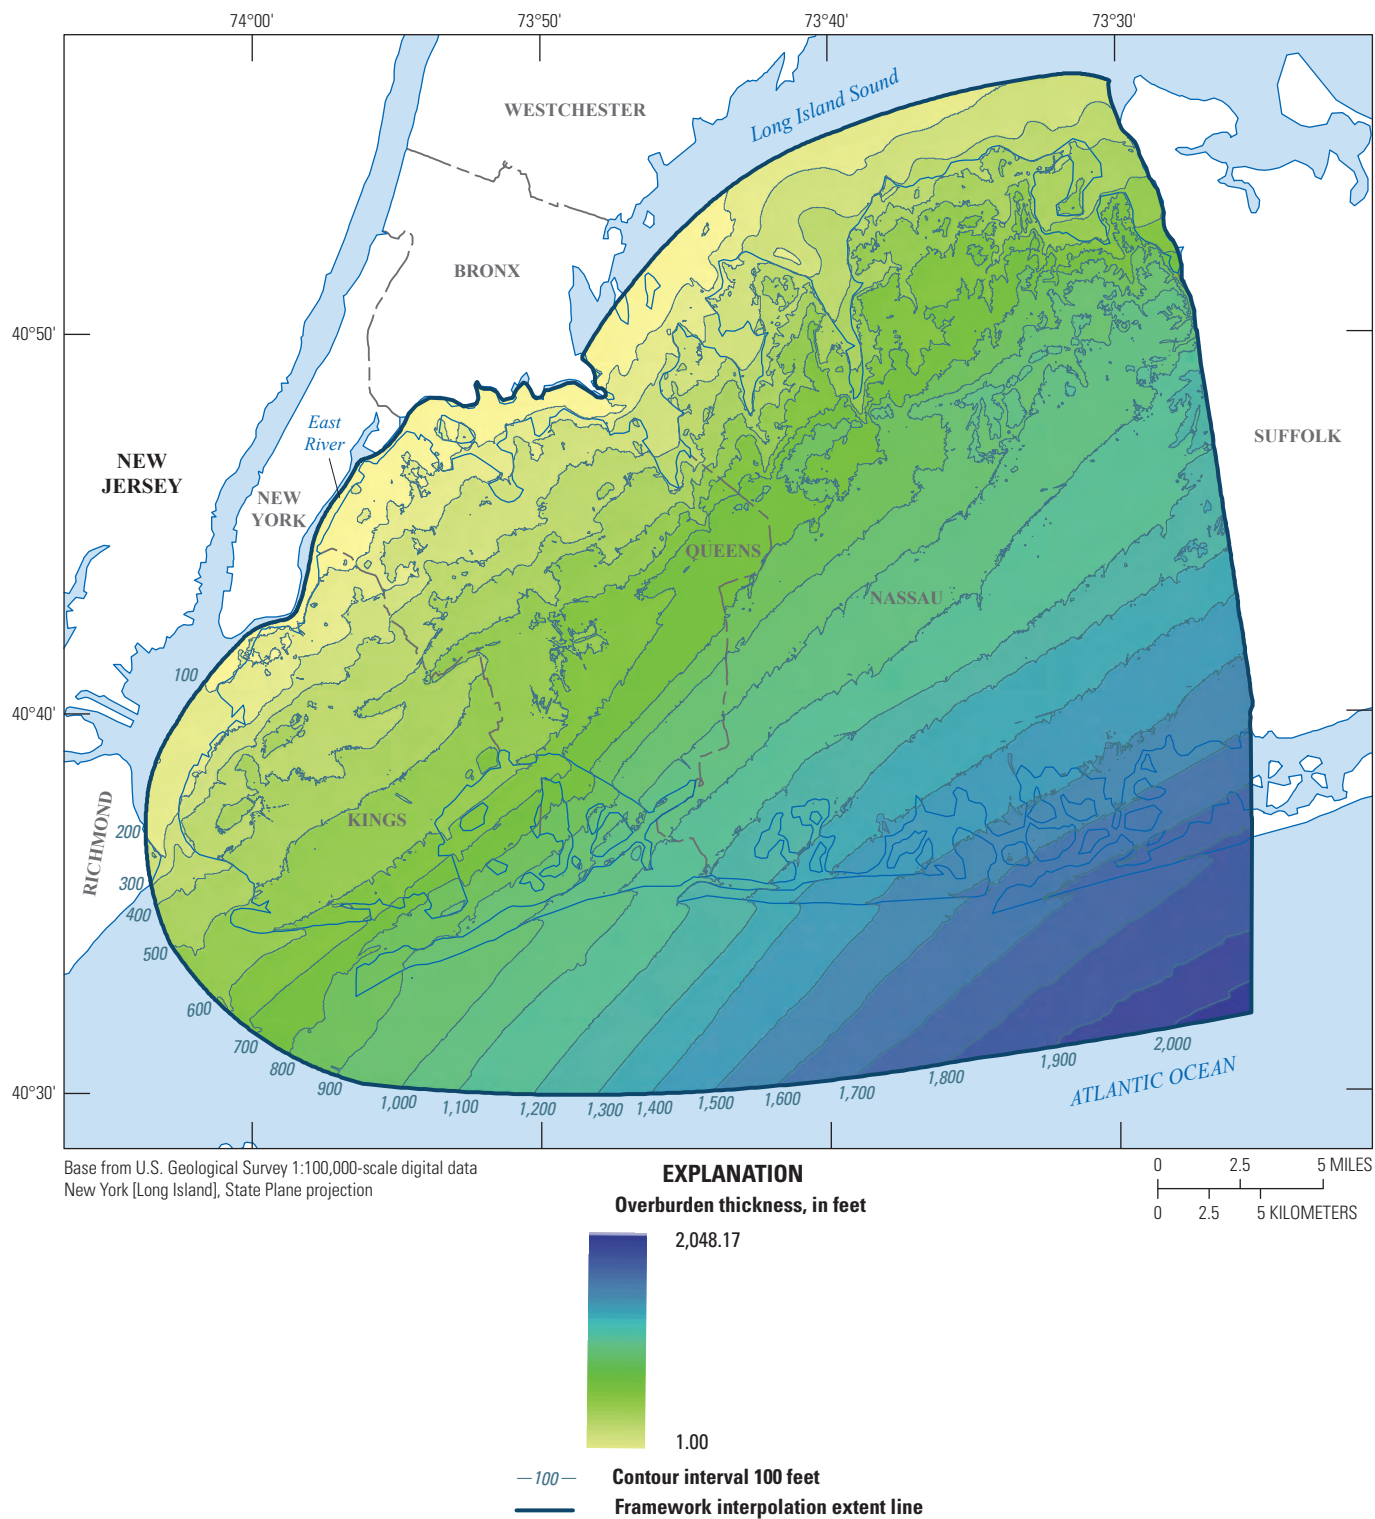 74°00'
73°50'
73°40'
73°30'
WESTCHESTER
Long Island Sound
BRONX
40°50'
East
River
NEW
JERSEY
SUFFOLK
NEW
YORK
QUEENS
NASSAU
100
40°40'
RICHMOND
KINGS
200
300
400
500
600
700
800
900
1,000
1,100
1,200
1,300
1,400
1,500
1,600
1,700
1,800
1,900
2,000
ATLANTIC OCEAN
40°30'
Base from U.S. Geological Survey 1:100,000-scale digital data
New York [Long Island], State Plane projection
0 2.5 5 MILES
0 2.5 5 KILOMETERS
EXPLANATION
Overburden thickness, in feet
2,048.17
1.00
100 Contour interval 100 feet
Framework interpolation extent line